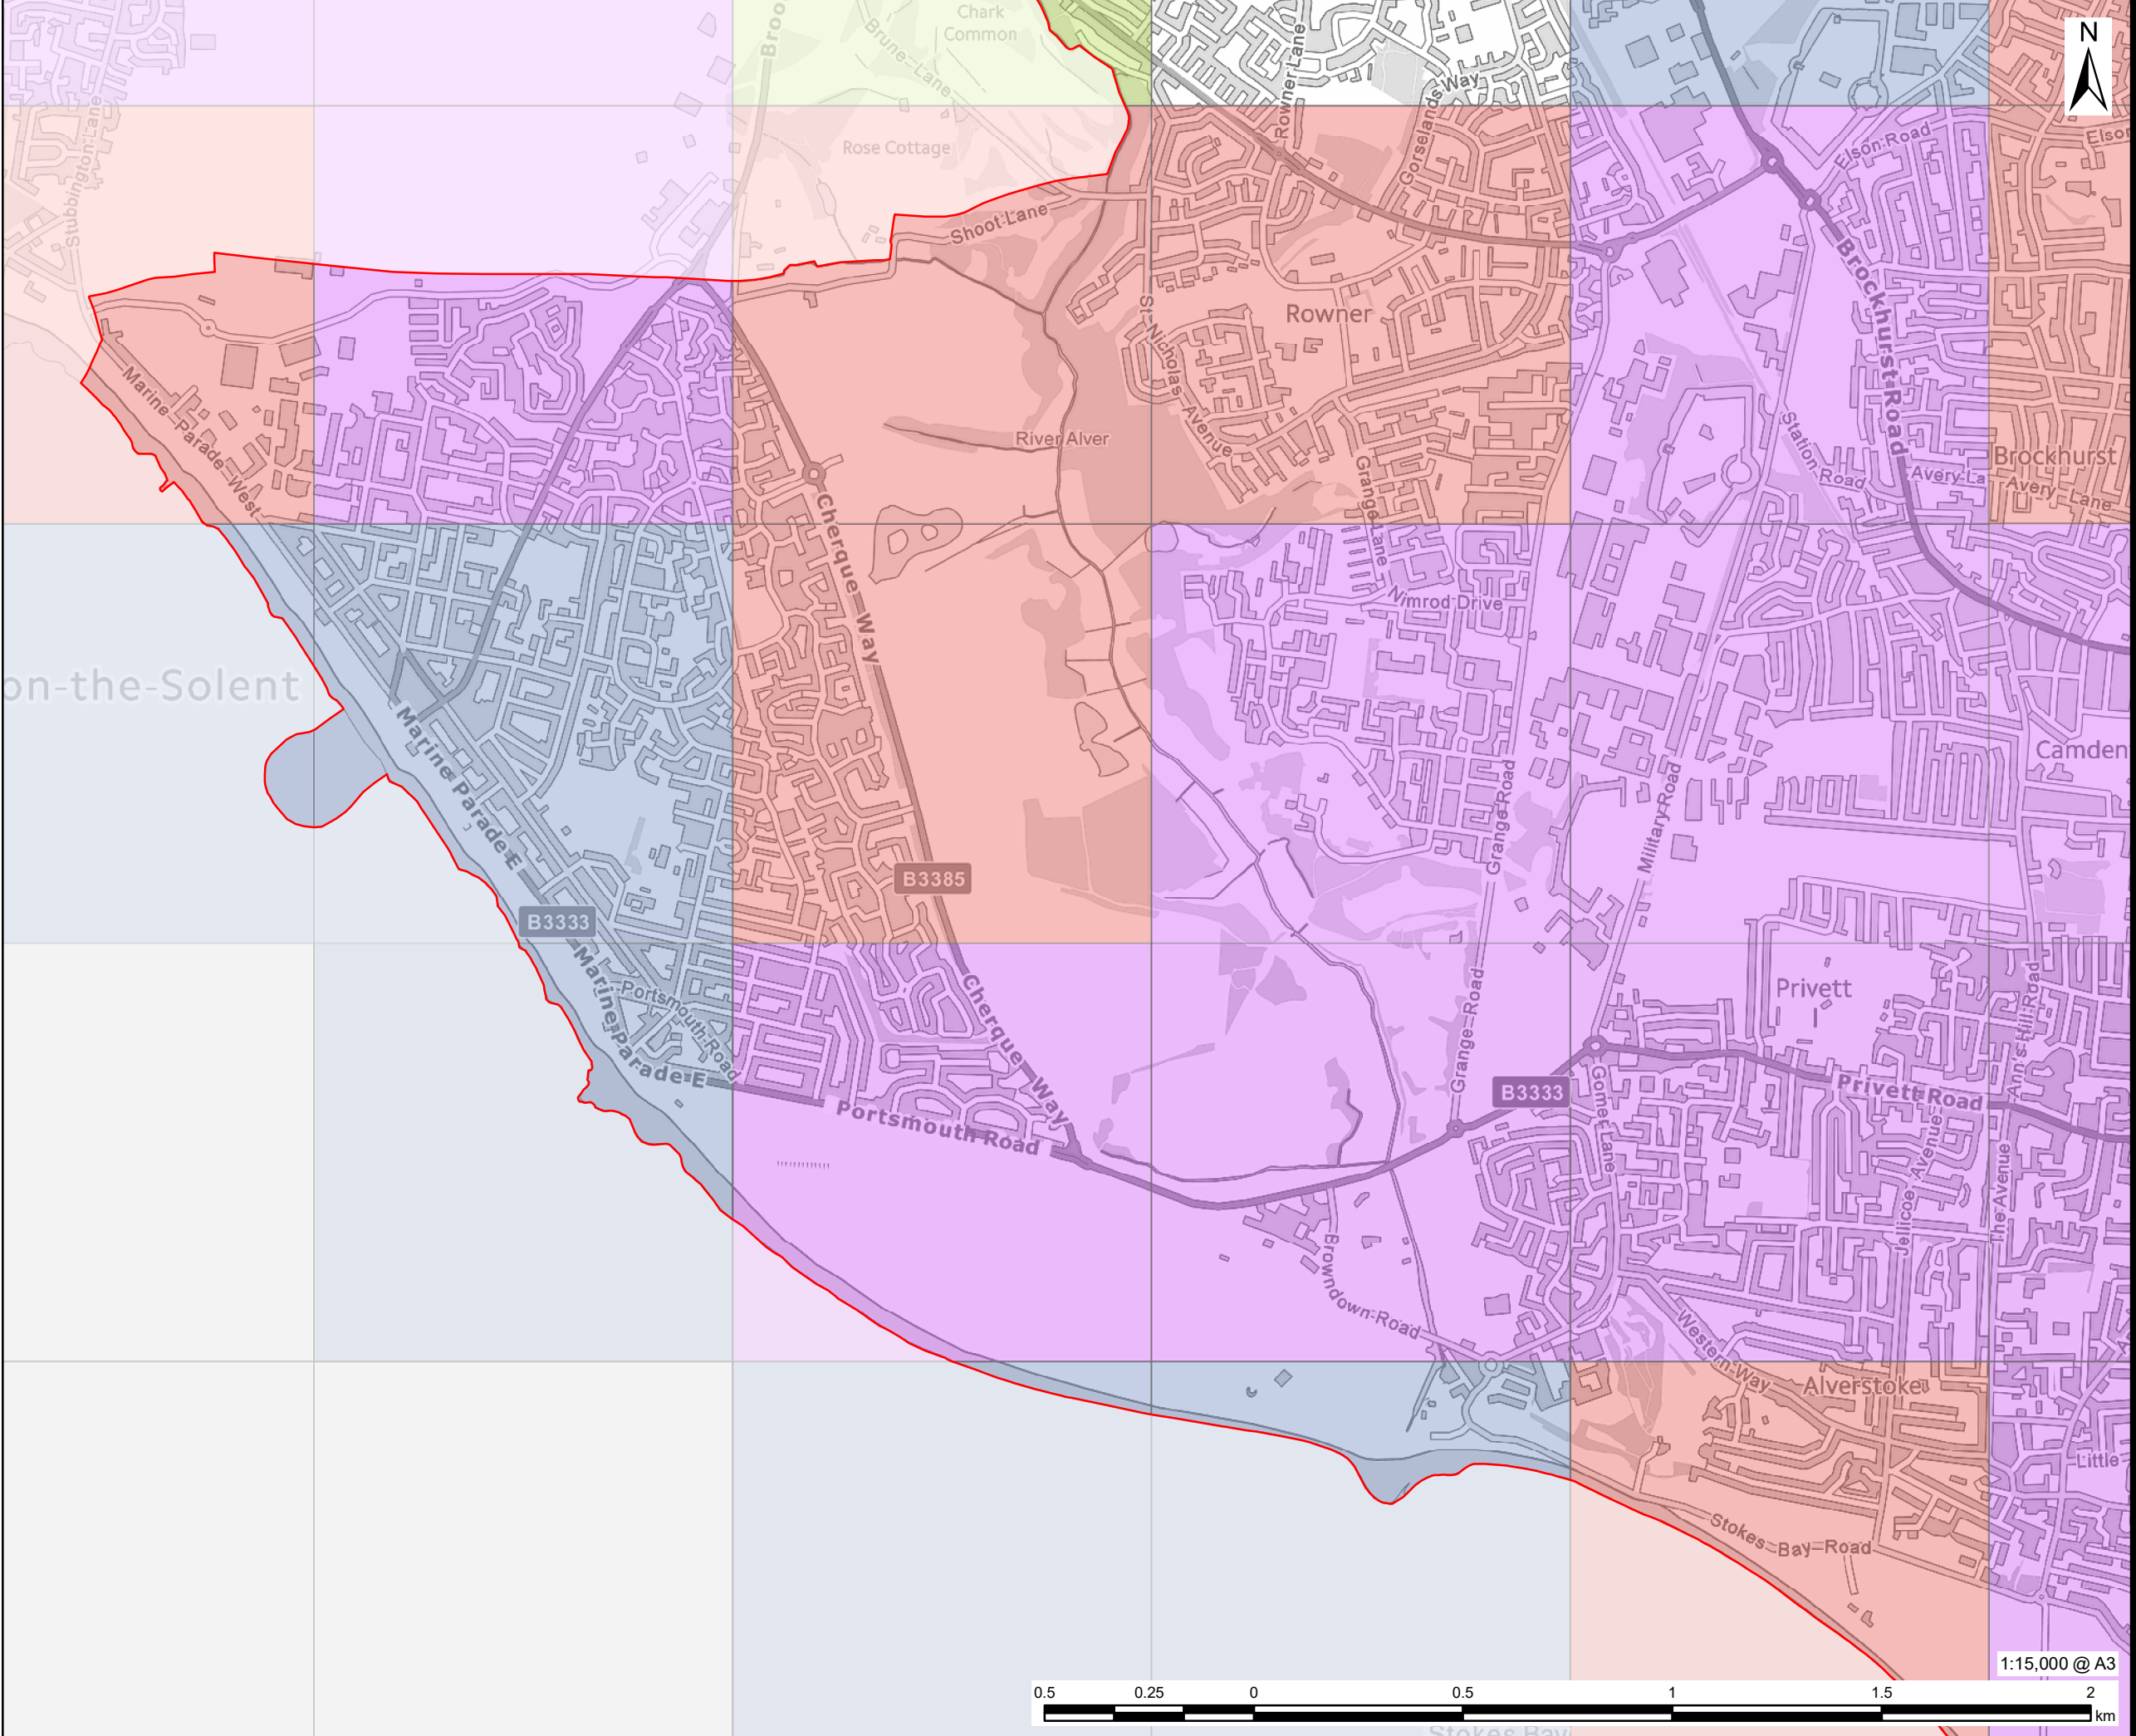 Chark
Common
Broo
Brune Lane
Rowner Lane
Gorselands Way
N
Elson Road
Elson
Stubbington Lane
Rose Cottage
Shoot Lane
Brockhurst Road
St. Nicholas Avenue
Rowner
Marine Parade West
River Alver
Station Road
Brockhurst
Avery La
Avery Lane
Grange Lane
Cherque Way
Nimrod Drive
on-the-Solent
Camden
Marine Parade E
Grange Road
Military Road
B3385
B3333
Marine Parade E
Portsmouth Road
Cherque Way
Grange Road
Privett
Ann's Hill Road
B3333
Privett Road
Portsmouth Road
Gomer Lane
Jellicoe Avenue
The Avenue
Browndown Road
Western Way
Alverstoke
Little
Stokes Bay Road
1:15,000 @ A3
0.5 0.25 0 0.5 1 1.5 2
km
Stokes Bay